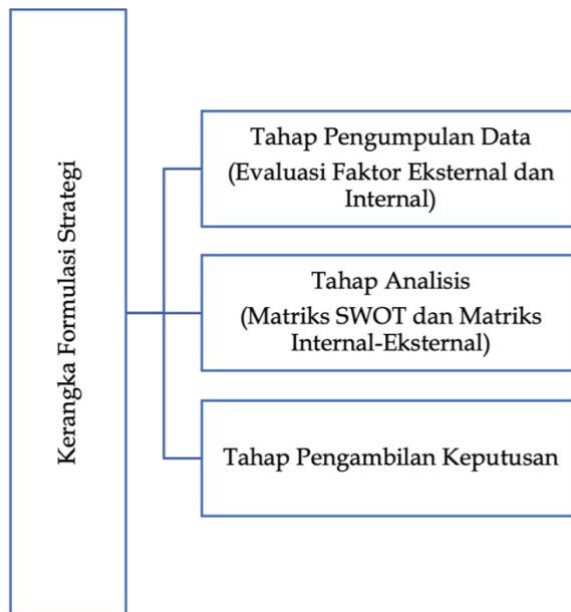 Kerangka Formulasi Strategi
Tahap Pengumpulan Data
(Evaluasi Faktor Eksternal dan
Internal)
Tahap Analisis
(Matriks SWOT dan Matriks
Internal-Eksternal)
Tahap Pengambilan Keputusan